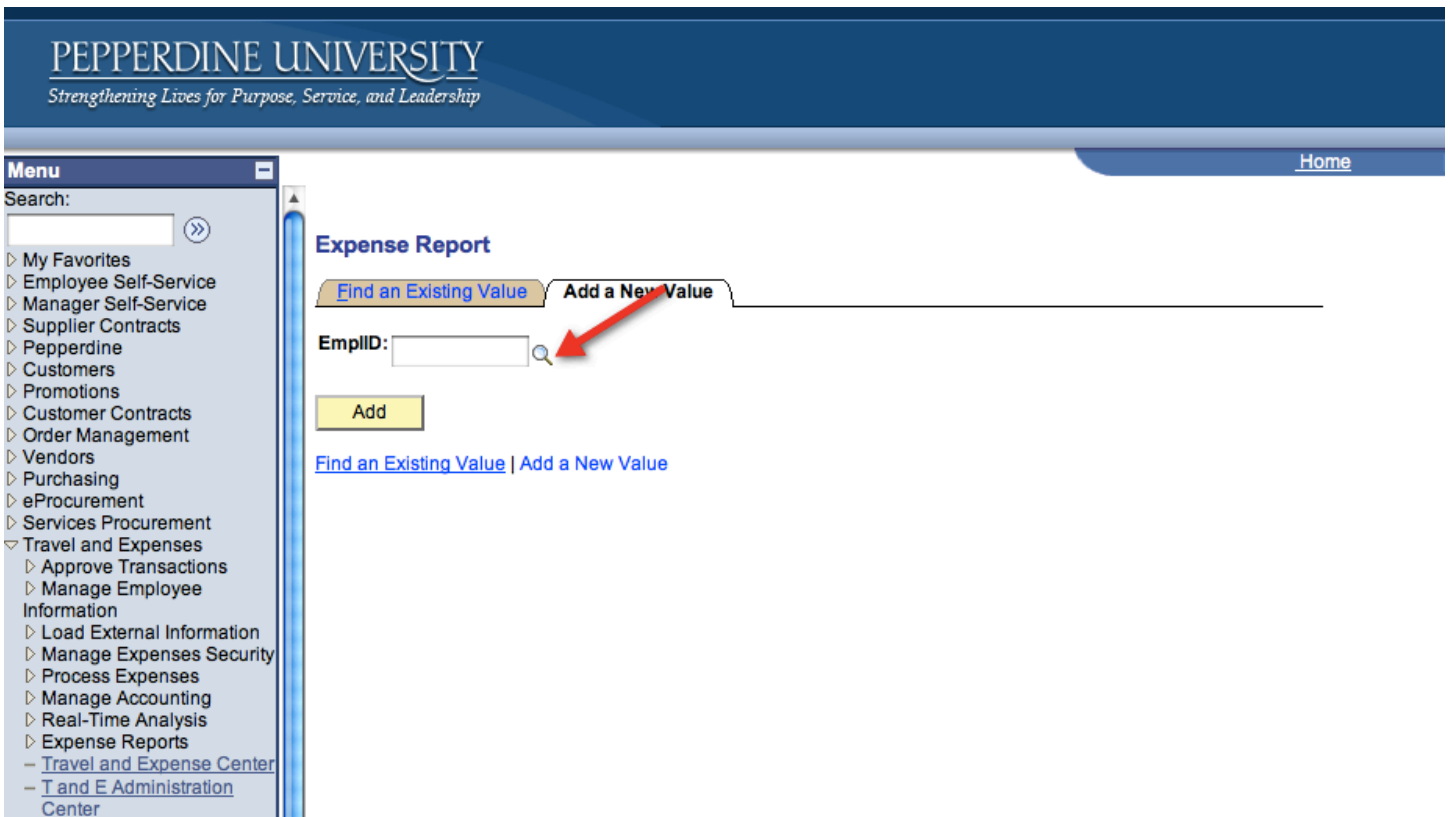 PEPPERDINE UNIVERSITY
Strengthening Lives for Purpose, Service, and Leadership
Home
Menu
Search:
My Favorites
Employee Self-Service
Manager Self-Service
Supplier Contracts
Pepperdine
Customers
Promotions
Customer Contracts
Order Management
Vendors
Purchasing
eProcurement
Services Procurement
Travel and Expenses
Approve Transactions
Manage Employee
Information
Load External Information
Manage Expenses Security
Process Expenses
Manage Accounting
Real-Time Analysis
Expense Reports
Travel and Expense Center
T and E Administration
Center
Expense Report
Find an Existing Value Add a New Value
EmplID:
Add
Find an Existing Value | Add a New Value